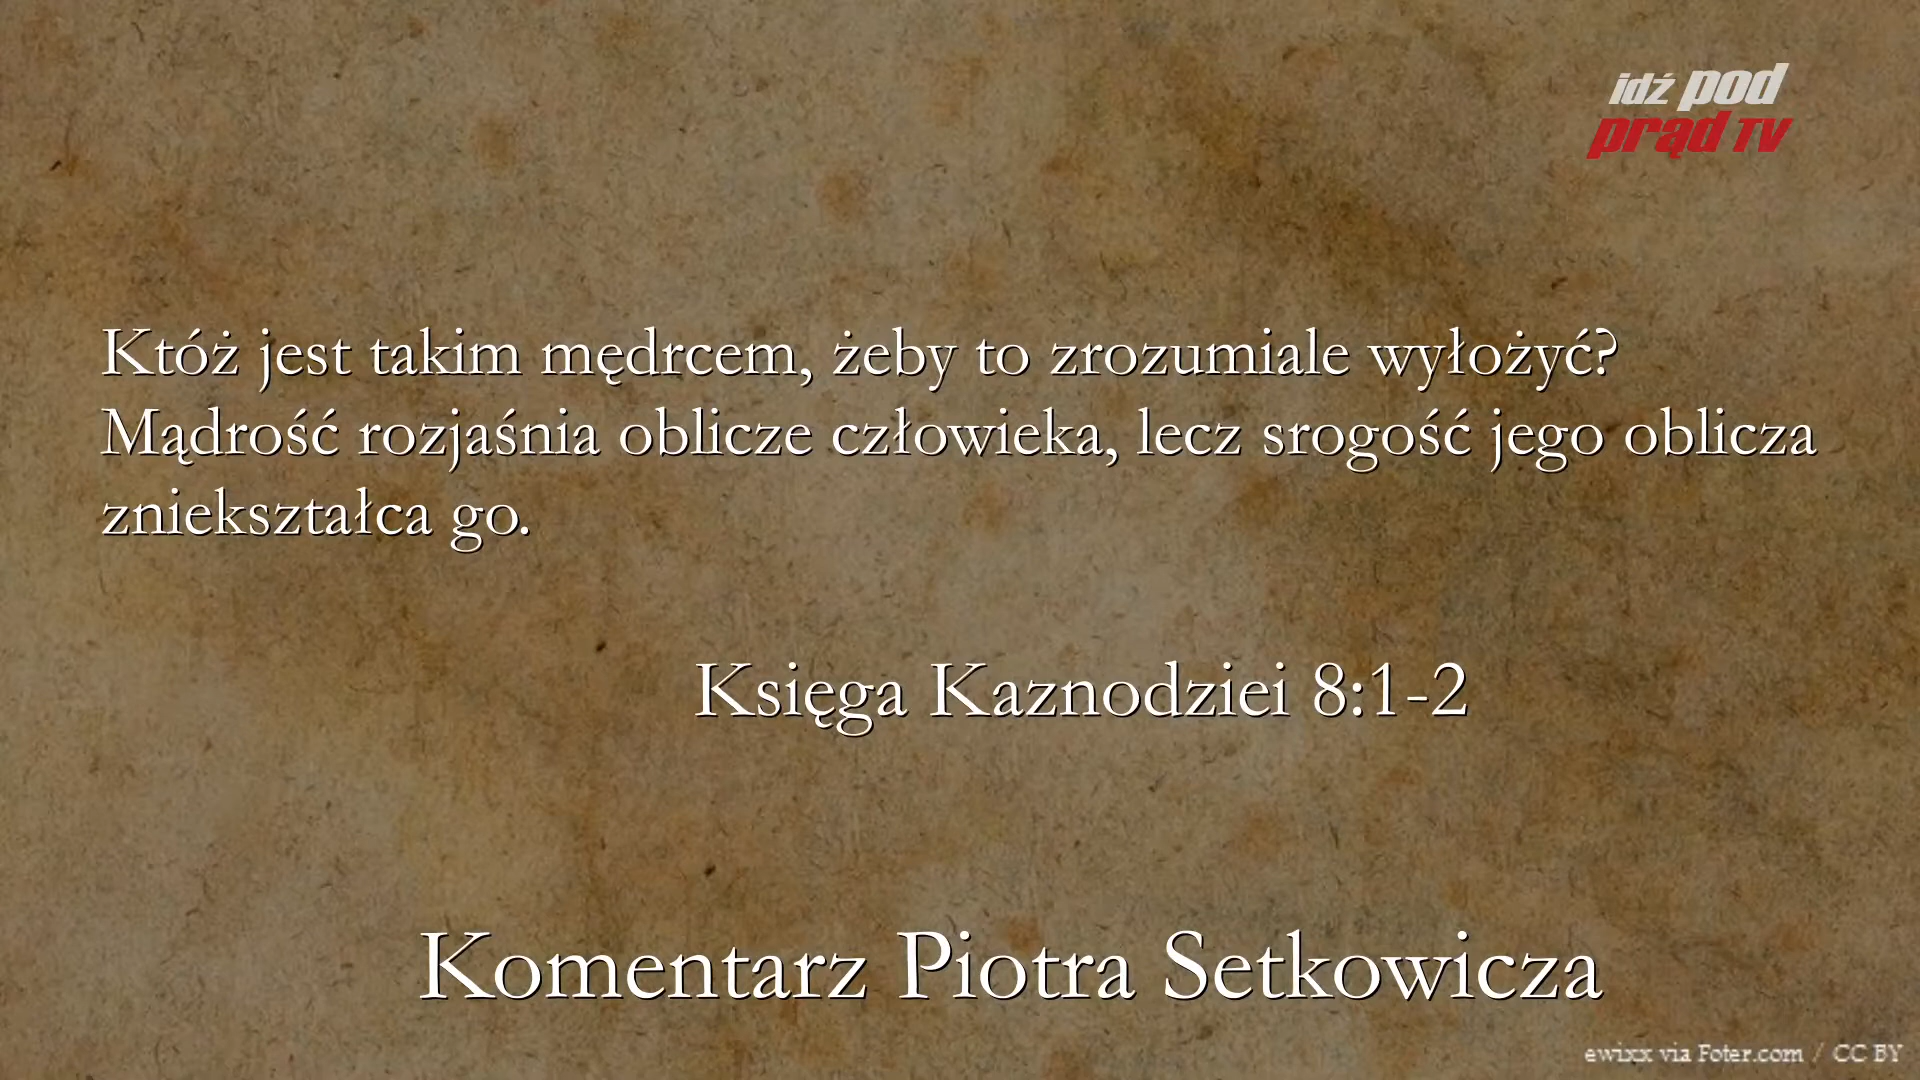 idź pod
prąd TV
Któż jest takim mędrcem, żeby to zrozumiale wyłożyć?
Mądrość rozjaśnia oblicze człowieka, lecz srogość jego oblicza
zniekształca go.
Księga Kaznodziei 8:1-2
Komentarz Piotra Setkowicza
ewixx via Foter.com / CC BY